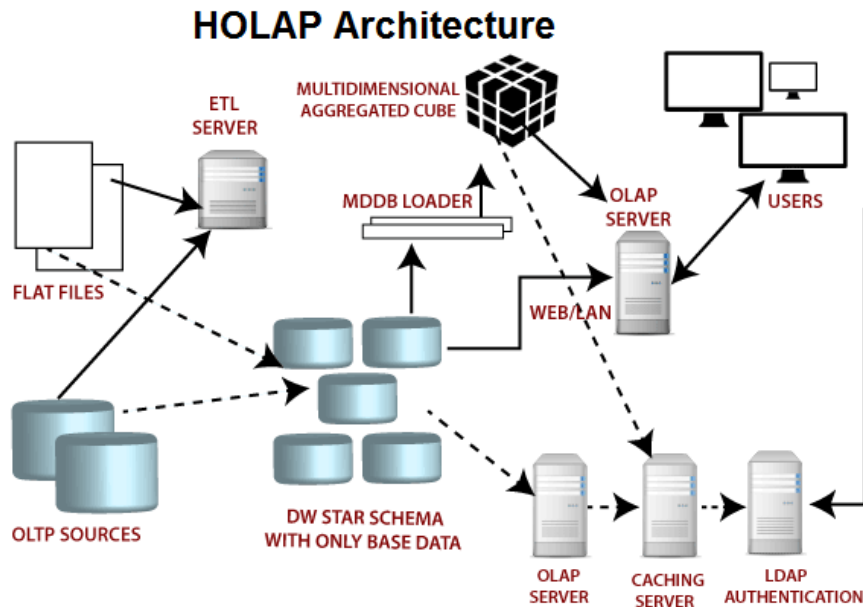 HOLAP Architecture
MULTIDIMENSIONAL
AGGREGATED CUBE
ETL
SERVER
MDDB LOADER
OLAP
SERVER
USERS
FLAT FILES
WEB/LAN
OLTP SOURCES
DW STAR SCHEMA
WITH ONLY BASE DATA
OLAP
SERVER
CACHING
SERVER
LDAP
AUTHENTICATION